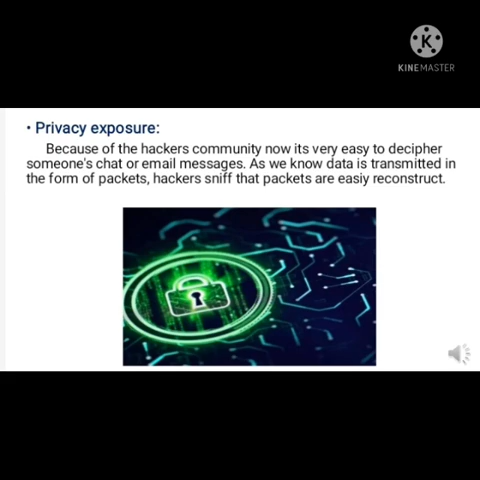 K
KINEMASTER
• Privacy exposure:
Because of the hackers community now its very easy to decipher
someone's chat or email messages. As we know data is transmitted in
the form of packets, hackers sniff that packets are easiy reconstruct.